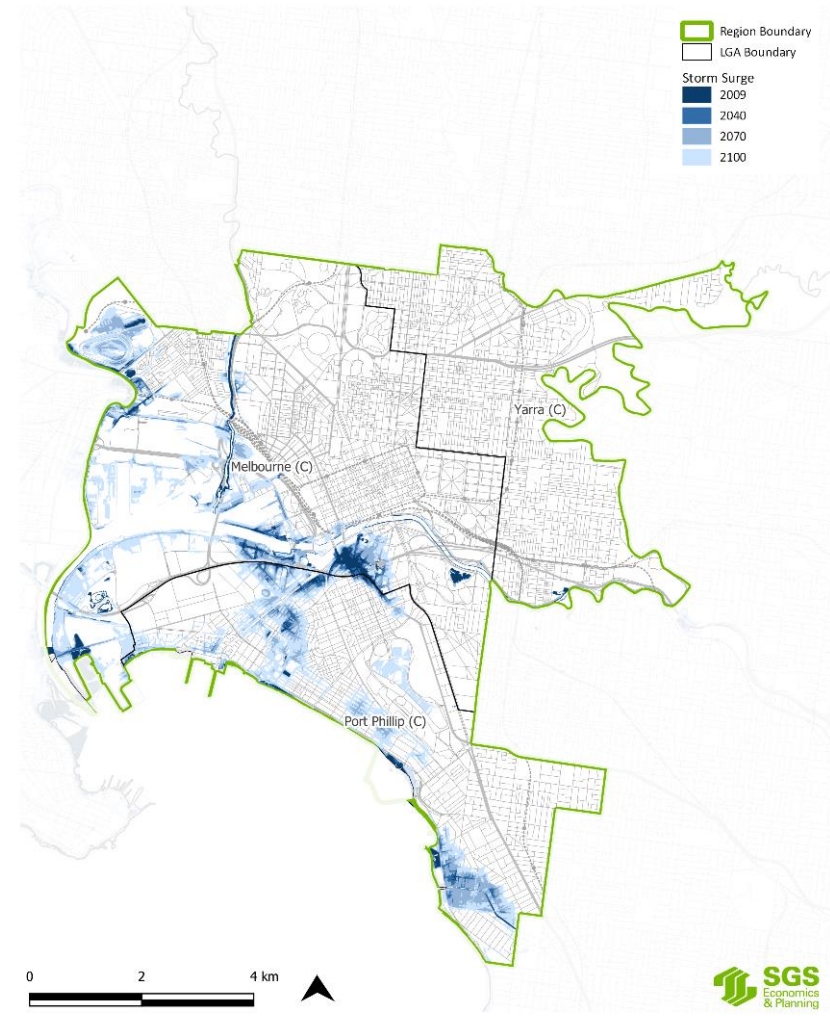 Region Boundary
LGA Boundary
Storm Surge
2009
2040
2070
2100
Yarra (C)
Melbourne (C)
Port Phillip (C)
0 2 4 km
SGS
Economics
& Planning